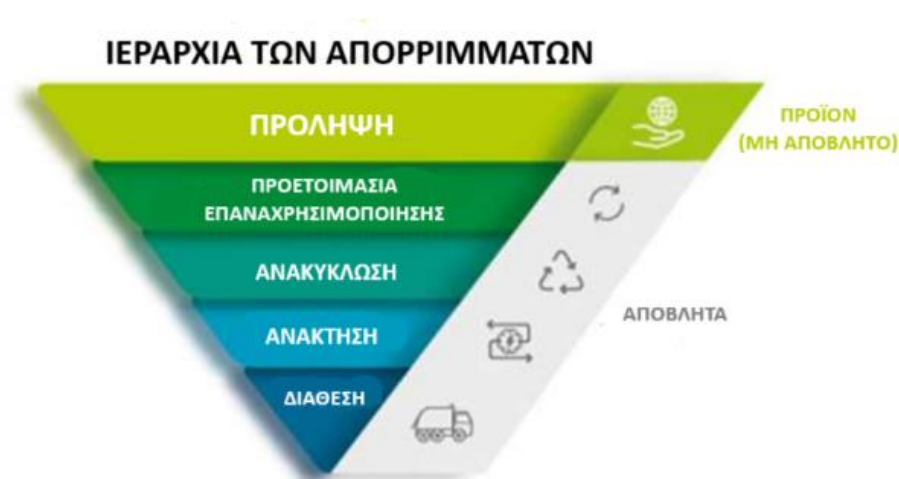 ΙΕΡΑΡΧΙΑ ΤΩΝ ΑΠΟΡΡΙΜΜΑΤΩΝ
ΠΡΟΛΗΨΗ
ΠΡΟΪΟΝ
(ΜΗ ΑΠΟΒΛΗΤΟ)
ΠΡΟΕΤΟΙΜΑΣΙΑ
ΕΠΑΝΑΧΡΗΣΙΜΟΠΟΙΗΣΗΣ
ΑΝΑΚΥΚΛΩΣΗ
ΑΠΟΒΛΗΤΑ
ΑΝΑΚΤΗΣΗ
ΔΙΑΘΕΣΗ